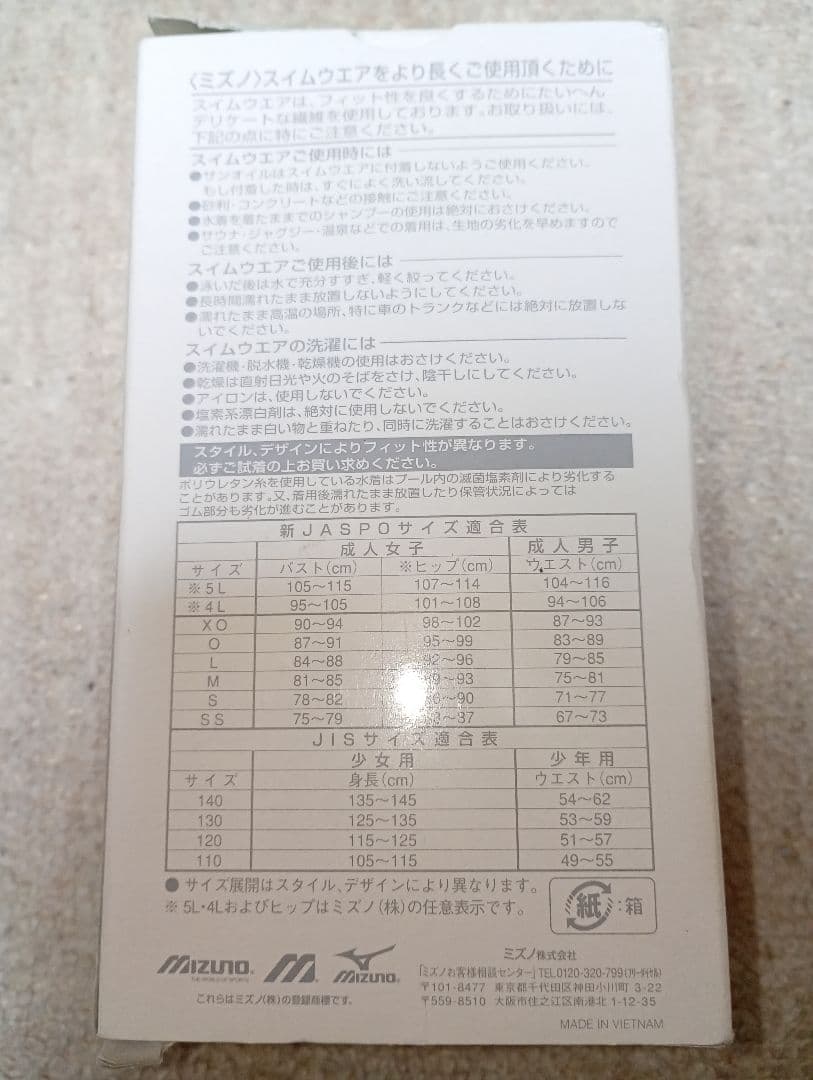 〈ミズノ〉スイムウエアをより長くご使用頂くために
スイムウエアは、フィット性を良くするためにたいへん
デリケートな繊維を使用しております。お取り扱いには、
下記の点に特にご注意ください。
スイムウエアご使用時には
●サンオイルはスイムウエアに付着しないようご使用ください。
もし付着した時は、すぐによく洗い流してください。
●砂利・コンクリートなどの接触にご注意ください。
●水着を着たままでのシャンプーの使用は絶対におさけください。
●サウナ・ジャグジー・温泉などでの着用は、生地の劣化を早めますので
ご注意ください。
スイムウエアご使用後には
●泳いだ後は水で充分すすぎ、軽く絞ってください。
●長時間濡れたまま放置しないようにしてください。
●濡れたまま高温の場所、特に車のトランクなどには絶対に放置しな
いでください。
スイムウエアの洗濯には
●洗濯機・脱水機・乾燥機の使用はおさけください。
●乾燥は直射日光や火のそばをさけ、陰干しにしてください。
●アイロンは、使用しないでください。
●塩素系漂白剤は、絶対に使用しないでください。
●濡れたまま白い物と重ねたり、同時に洗濯することはおさけください。
スタイル、デザインによりフィット性が異なります。
必ずご試着の上お買い求めください。
ポリウレタン糸を使用している水着はプール内の滅菌塩素剤により劣化する
ことがあります。又、着用後濡れたまま放置したり保管状況によっては
ゴム部分も劣化が進むことがあります。
新JASPOサイズ適合表
成人女子 成人男子
サイズ バスト(cm) ※ヒップ(cm) ウエスト(cm)
※5L 105～115 107～114 104～116
※4L 95～105 101～108 94～106
XO 90～94 98～102 87～93
O 87～91 95～99 83～89
L 84～88 92～96 79～85
M 81～85 ～93 75～81
S 78～82 ～90 71～77
SS 75～79 ～37 67～73
JISサイズ適合表
少女用 少年用
サイズ 身長(cm) ウエスト(cm)
140 135～145 54～62
130 125～135 53～59
120 115～125 51～57
110 105～115 49～55
● サイズ展開はスタイル、デザインにより異なります。
※ 5L・4Lおよびヒップはミズノ(株)の任意表示です。
紙:箱
MIZUNO. THE WORLD OF SPORTS M. MIZUNO.
これらはミズノ(株)の登録商標です。
ミズノ株式会社
「ミズノお客様相談センター」TEL0120-320-799(フリーダイヤル)
〒101-8477 東京都千代田区神田小川町 3-22
〒559-8510 大阪市住之江区南港北 1-12-35
MADE IN VIETNAM